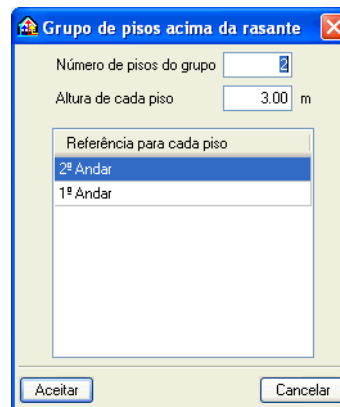 Grupo de pisos acima da rasante
Número de pisos do grupo 2
Altura de cada piso 3.00 m
Referência para cada piso
2º Andar
1º Andar
Aceitar Cancelar